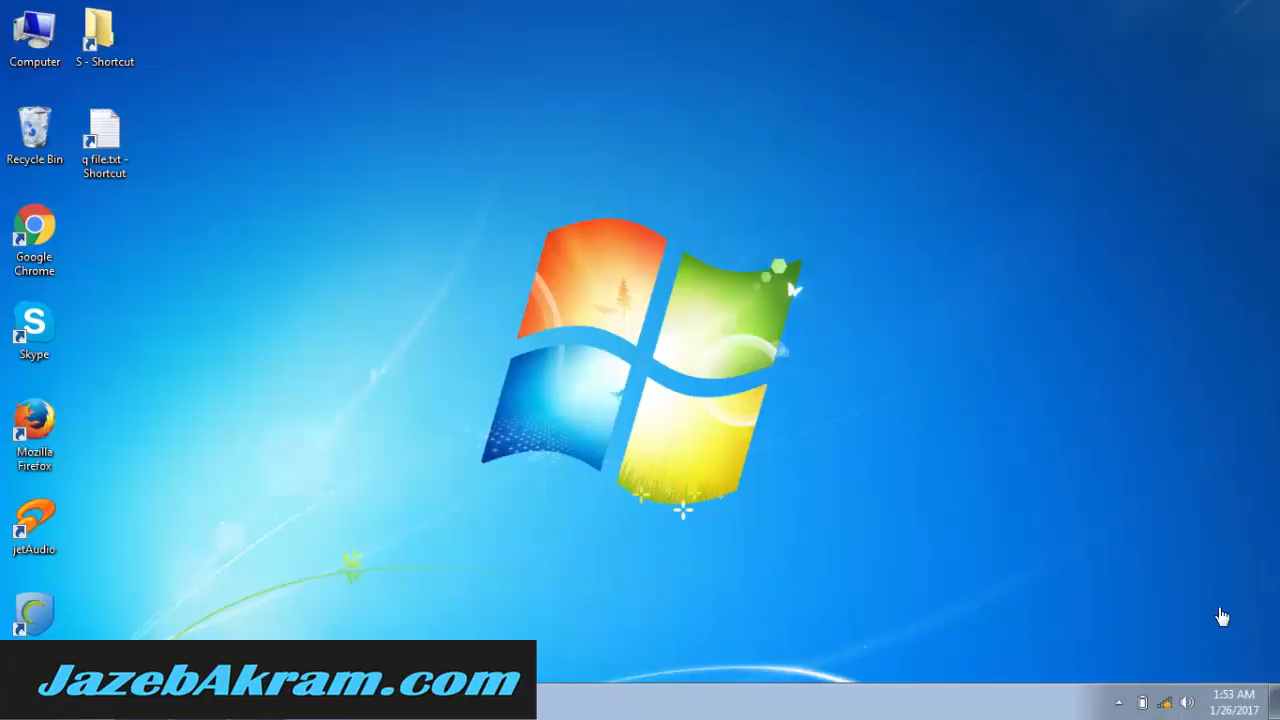 Computer
S - Shortcut
Recycle Bin
q file.txt -
Shortcut
Google
Chrome
S
Skype
Mozilla
Firefox
jetAudio
JazebAkram.com
1:53 AM
1/26/2017